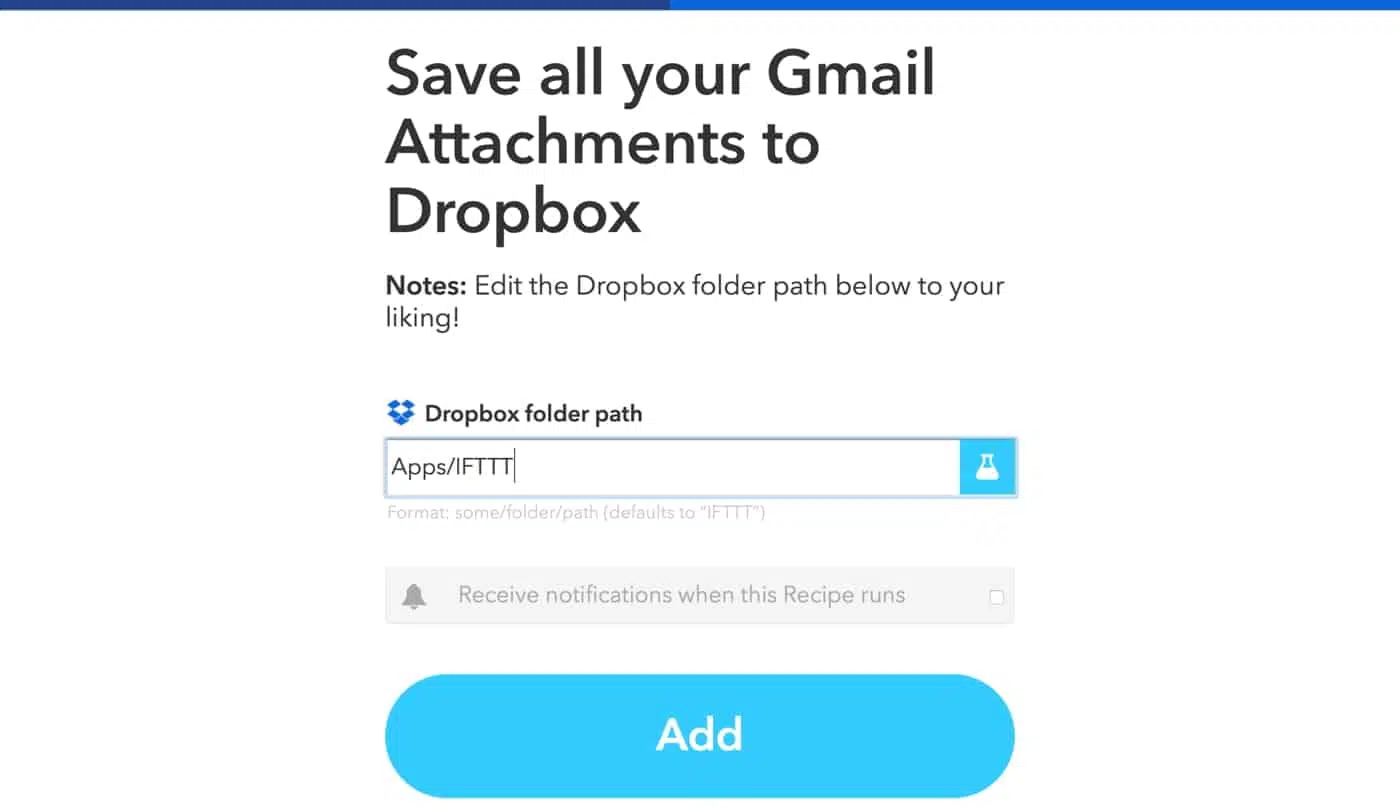 Save all your Gmail
Attachments to
Dropbox
Notes: Edit the Dropbox folder path below to your
liking!
Dropbox folder path
Apps/IFTTT
Format: some/folder/path (defaults to “IFTTT”)
Receive notifications when this Recipe runs
Add